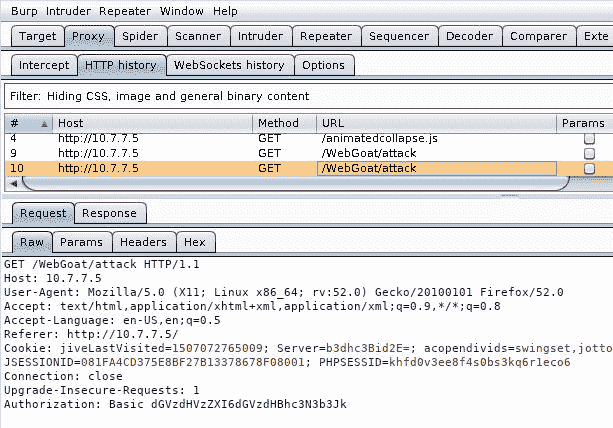 Burp Intruder Repeater Window Help
Target Proxy Spider Scanner Intruder Repeater Sequencer Decoder Comparer Exte
Intercept HTTP history WebSockets history Options
Filter: Hiding CSS, image and general binary content
# Host Method URL Params
4 http://10.7.7.5 GET /animatedcollapse.js
9 http://10.7.7.5 GET /WebGoat/attack
10 http://10.7.7.5 GET /WebGoat/attack
Request Response
Raw Params Headers Hex
GET /WebGoat/attack HTTP/1.1
Host: 10.7.7.5
User-Agent: Mozilla/5.0 (X11; Linux x86_64; rv:52.0) Gecko/20100101 Firefox/52.0
Accept: text/html,application/xhtml+xml,application/xml;q=0.9,*/*;q=0.8
Accept-Language: en-US,en;q=0.5
Referer: http://10.7.7.5/
Cookie: jiveLastVisited=1507072765009; Server=b3dhc3Bid2E=; acopendivids=swingset,jotto
JSESSIONID=081FA4CD375E8BF27B13378678F08001; PHPSESSID=khfd0v3ee8f4s0bs3kq6r1eco6
Connection: close
Upgrade-Insecure-Requests: 1
Authorization: Basic dGVzdHVzZXI6dGVzdHBhc3N3b3Jk